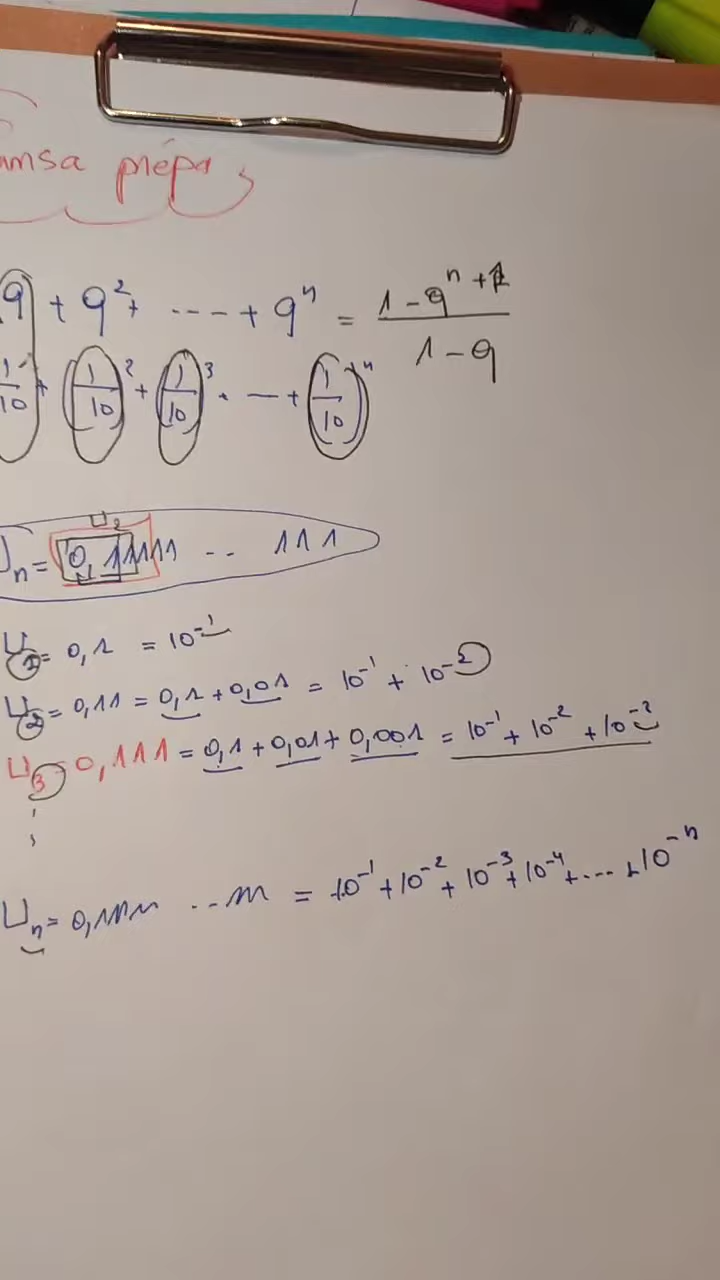 prépa
q + q² + ---- + qⁿ = (1 - qⁿ⁺¹)/(1 - q)
1/10 + (1/10)² + (1/10)³ . — + (1/10)ⁿ
U₂
Uₙ = 0,11111 .. 111
U₁ = 0,1 = 10⁻¹
U₂ = 0,11 = 0,1 + 0,01 = 10⁻¹ + 10⁻²
U₃ = 0,111 = 0,1 + 0,01 + 0,001 = 10⁻¹ + 10⁻² + 10⁻³
Uₙ = 0,111 ... = 10⁻¹ + 10⁻² + 10⁻³ + 10⁻⁴ + .... + 10⁻ⁿ